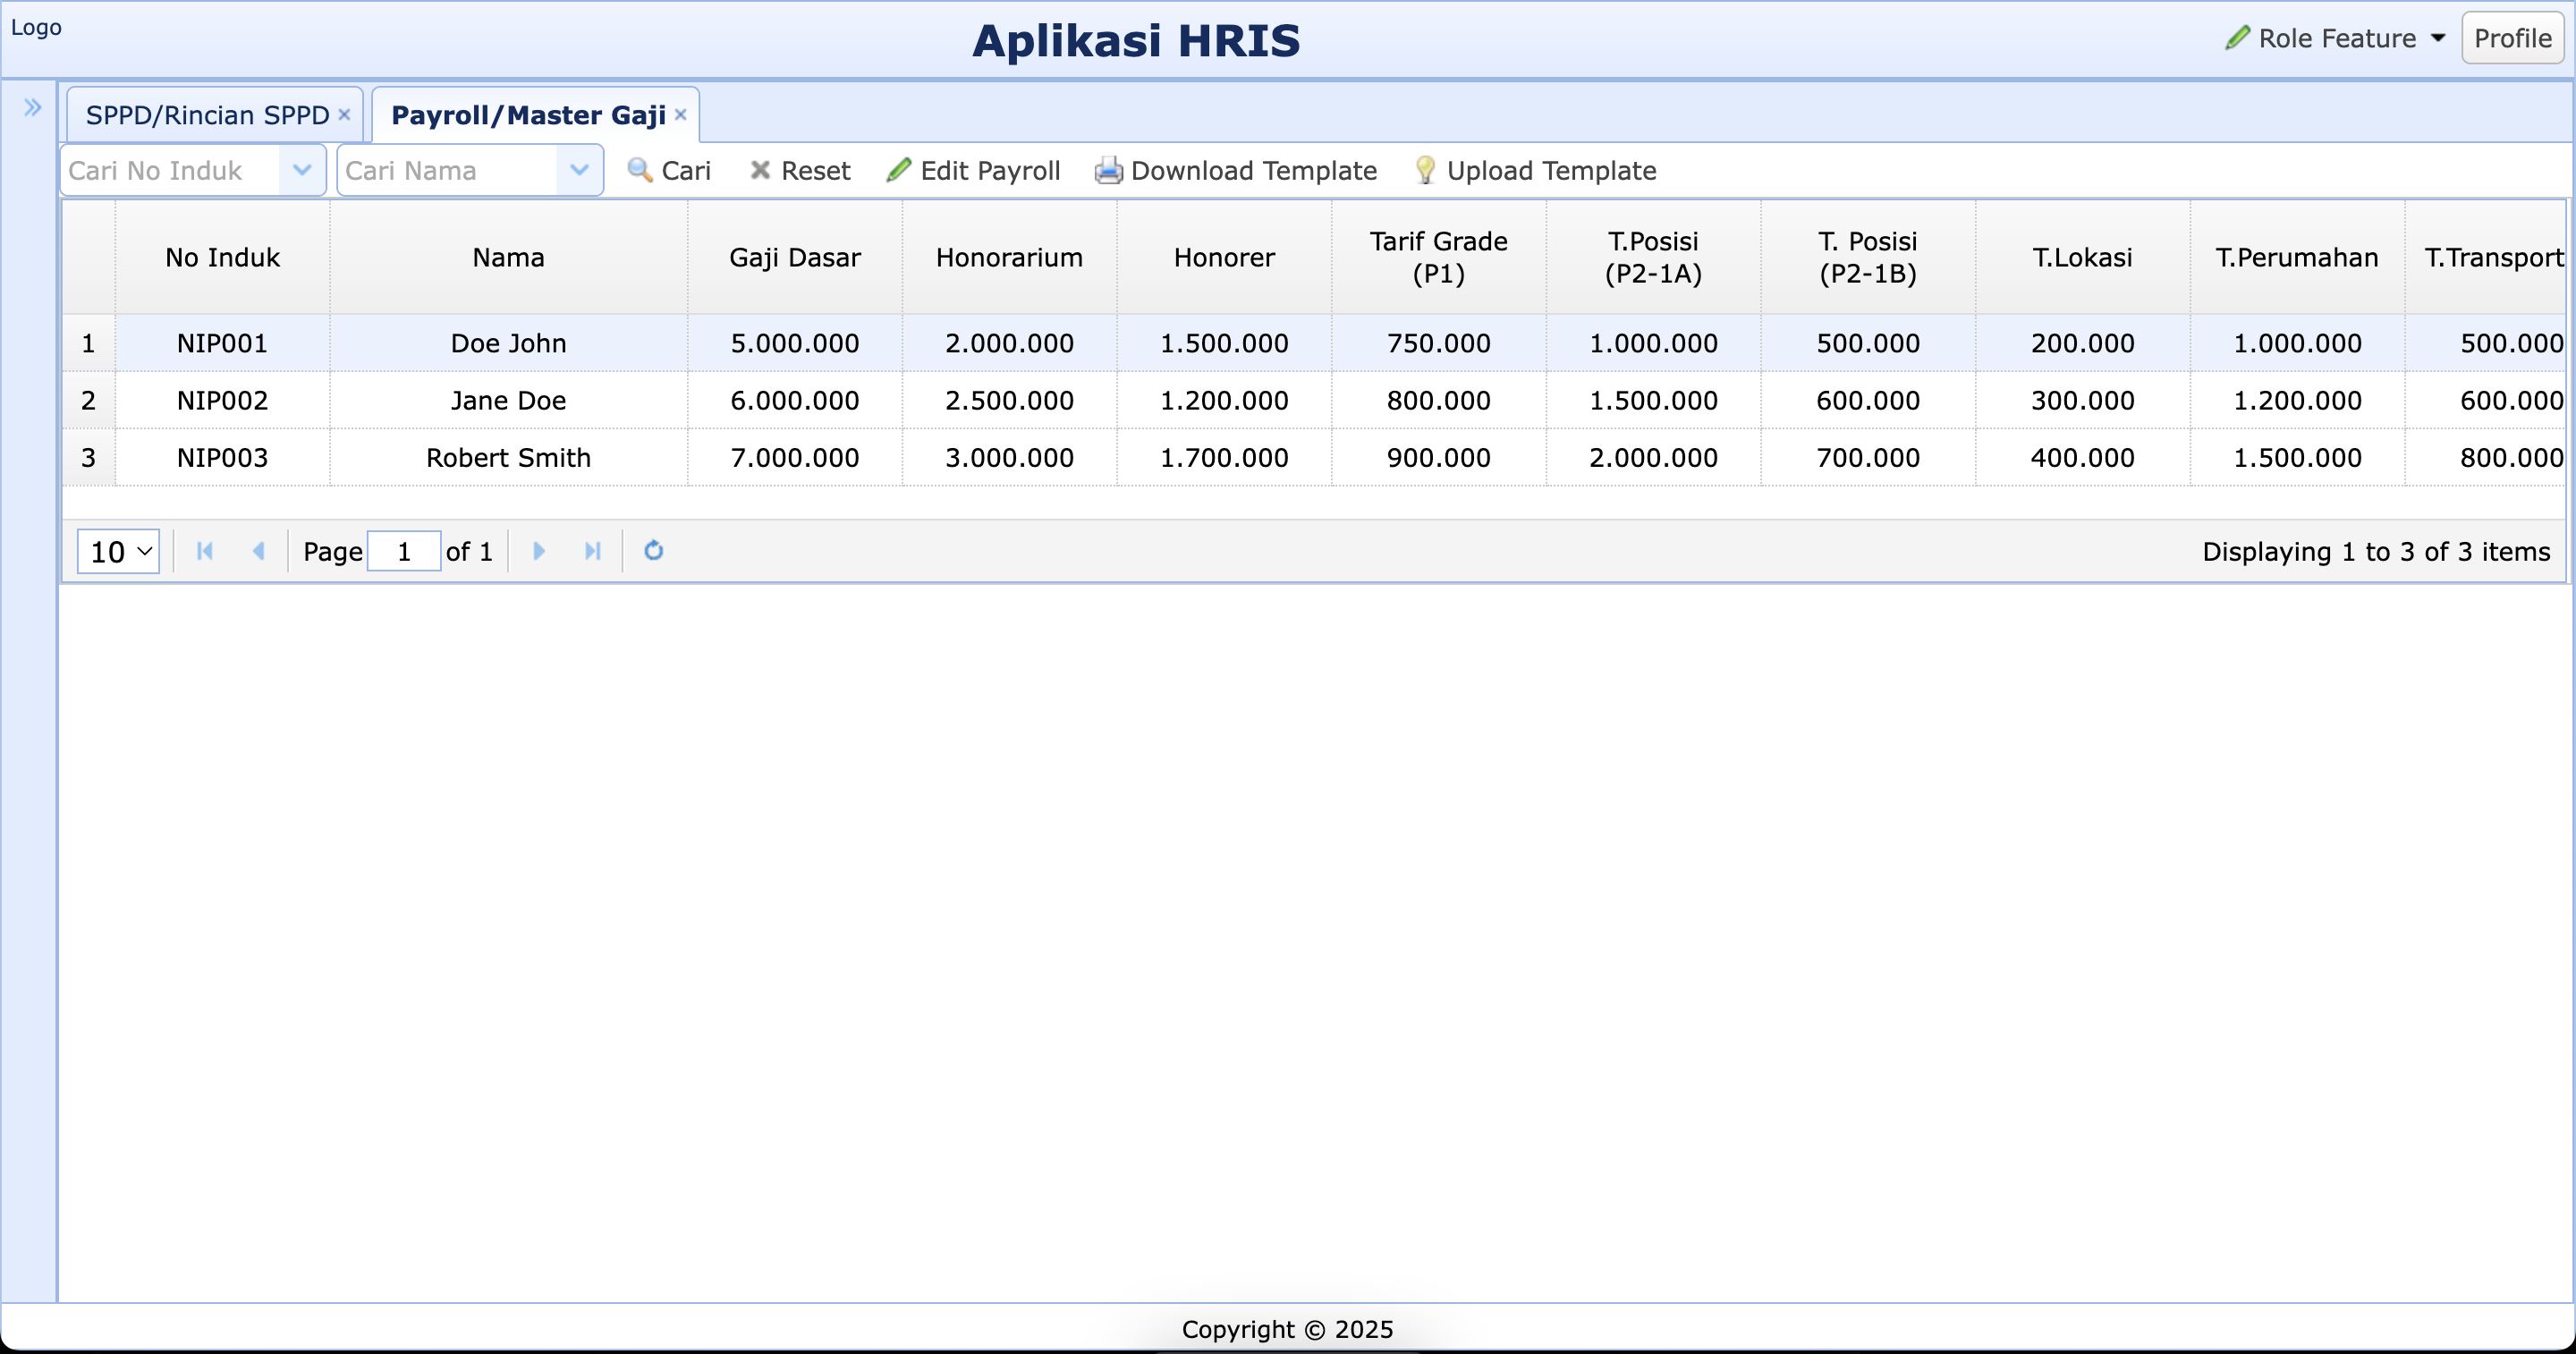 Logo
Aplikasi HRIS
Role Feature
Profile
SPPD/Rincian SPPD
Payroll/Master Gaji
Cari No Induk
Cari Nama
Cari
Reset
Edit Payroll
Download Template
Upload Template
No Induk Nama Gaji Dasar Honorarium Honorer Tarif Grade (P1) T.Posisi (P2-1A) T. Posisi (P2-1B) T.Lokasi T.Perumahan T.Transport
1 NIP001 Doe John 5.000.000 2.000.000 1.500.000 750.000 1.000.000 500.000 200.000 1.000.000 500.000
2 NIP002 Jane Doe 6.000.000 2.500.000 1.200.000 800.000 1.500.000 600.000 300.000 1.200.000 600.000
3 NIP003 Robert Smith 7.000.000 3.000.000 1.700.000 900.000 2.000.000 700.000 400.000 1.500.000 800.000
10 Page 1 of 1 Displaying 1 to 3 of 3 items
Copyright © 2025